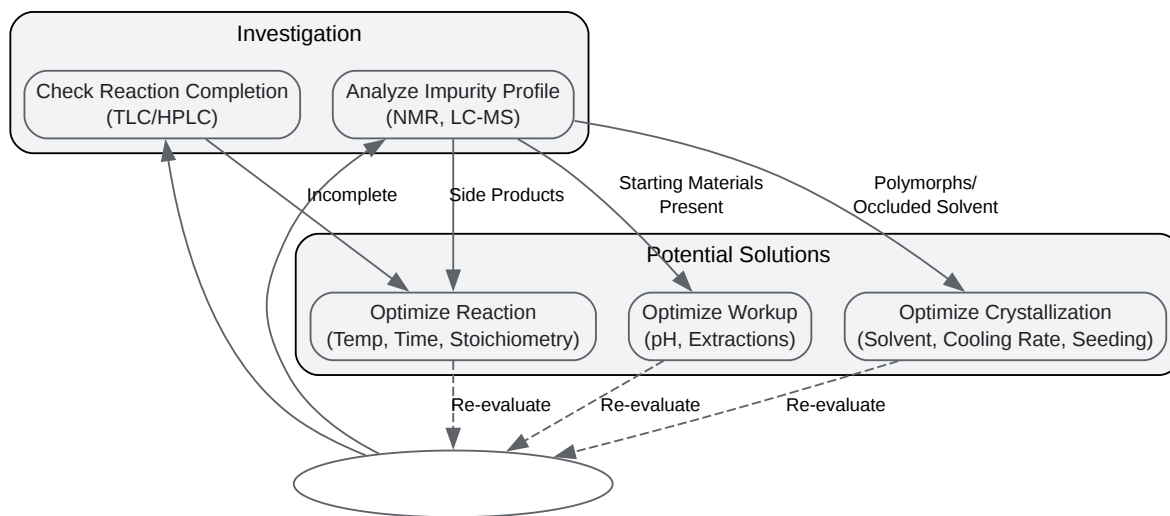 Investigation
Check Reaction Completion
(TLC/HPLC)
Analyze Impurity Profile
(NMR, LC-MS)
Incomplete
Side Products
Starting Materials
Present
Polymorphs/
Occluded Solvent
Potential Solutions
Optimize Reaction
(Temp, Time, Stoichiometry)
Optimize Workup
(pH, Extractions)
Optimize Crystallization
(Solvent, Cooling Rate, Seeding)
Re-evaluate
Re-evaluate
Re-evaluate